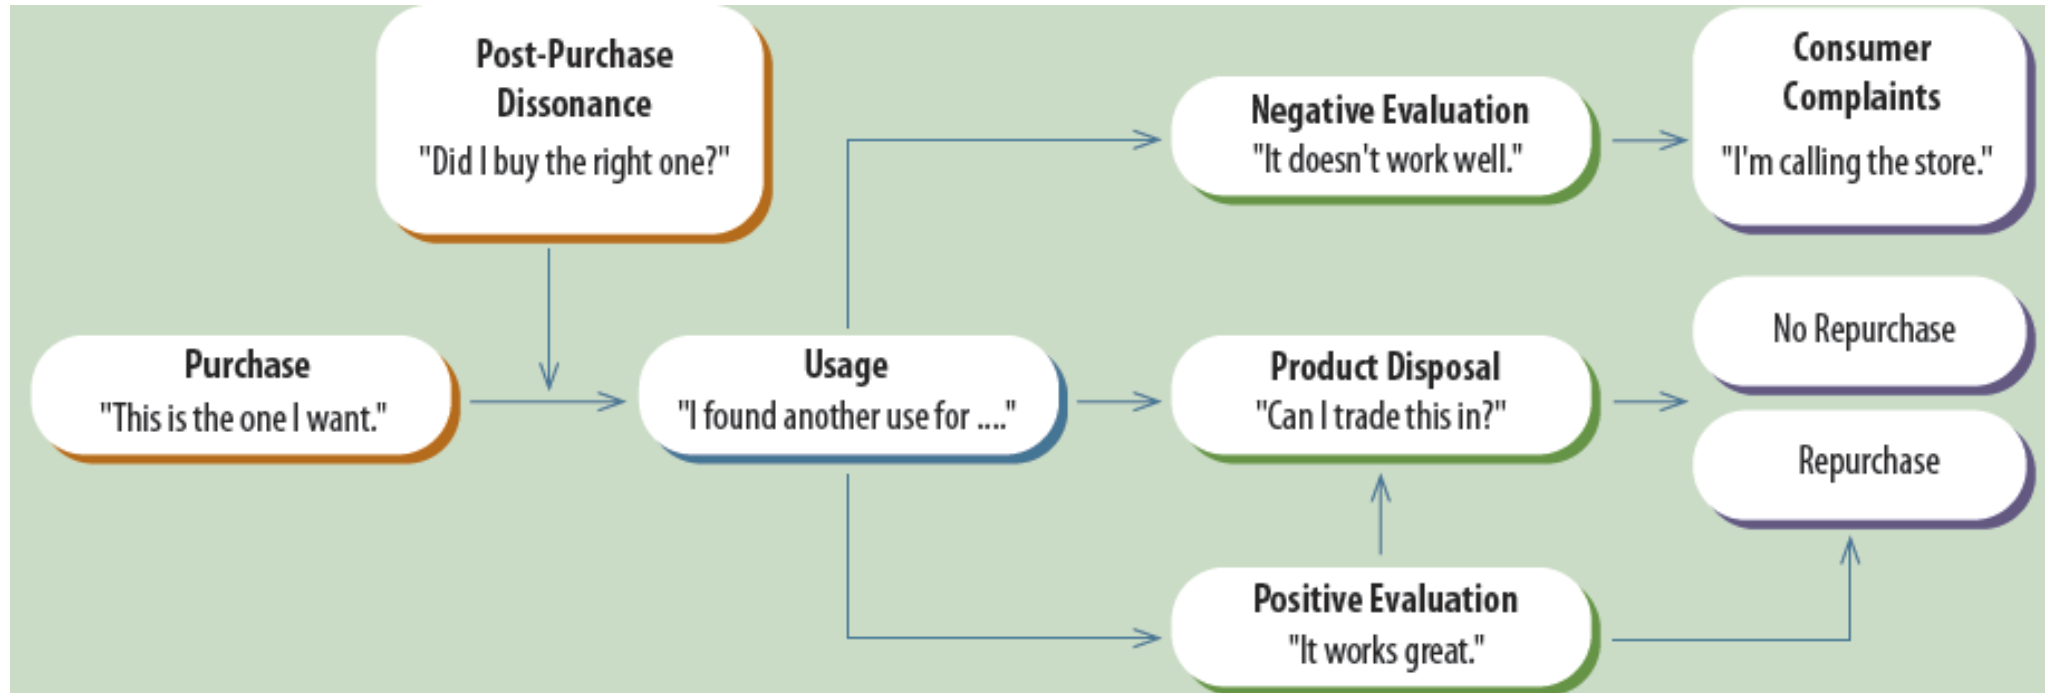 Post-Purchase
Dissonance
"Did I buy the right one?"
Negative Evaluation
"It doesn't work well."
Consumer
Complaints
"I'm calling the store."
Purchase
"This is the one I want."
Usage
"I found another use for ...."
Product Disposal
"Can I trade this in?"
No Repurchase
Repurchase
Positive Evaluation
"It works great."